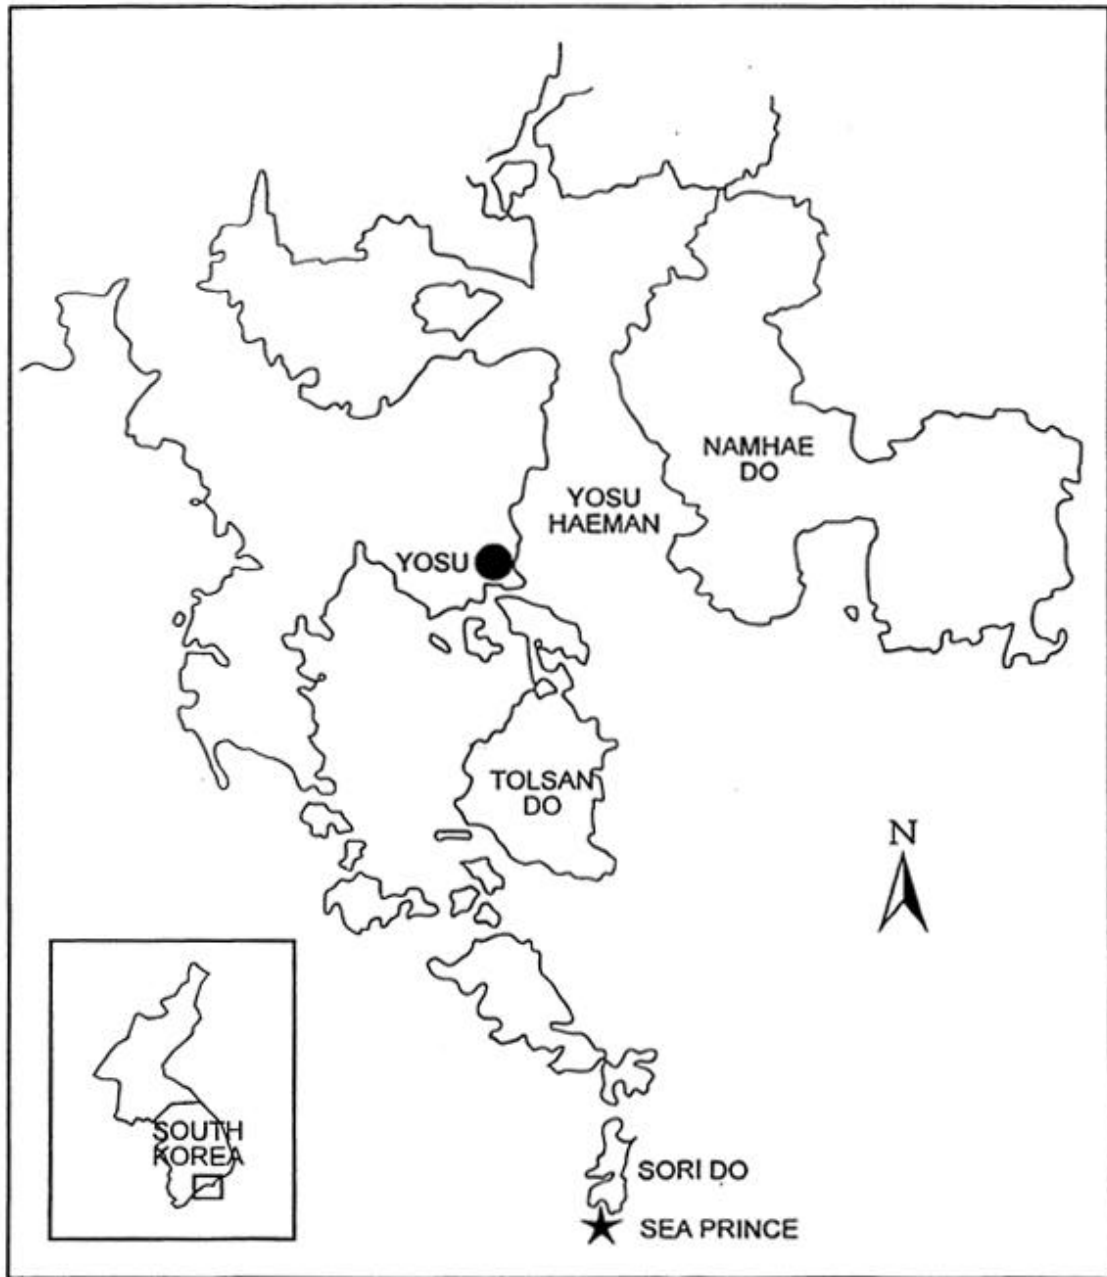 NAMHAE
DO
YOSU
HAEMAN
YOSU
TOLSAN
DO
N
SOUTH
KOREA
SORI DO
SEA PRINCE